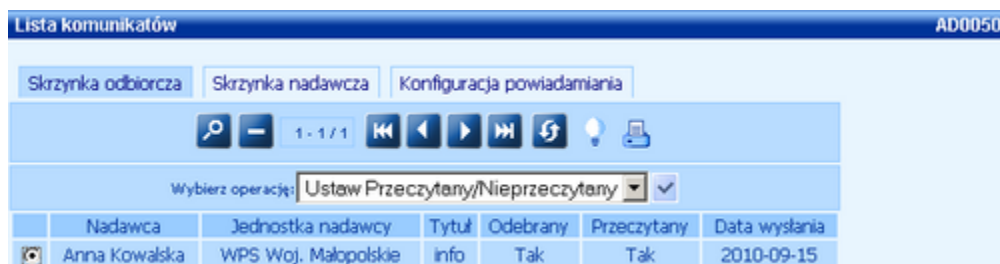 Lista komunikatów AD0050
Skrzynka odbiorcza Skrzynka nadawcza Konfiguracja powiadamiania
1 - 1 / 1
Wybierz operację: Ustaw Przeczytany/Nieprzeczytany
Nadawca Jednostka nadawcy Tytuł Odebrany Przeczytany Data wysłania
Anna Kowalska WPS Woj. Małopolskie info Tak Tak 2010-09-15